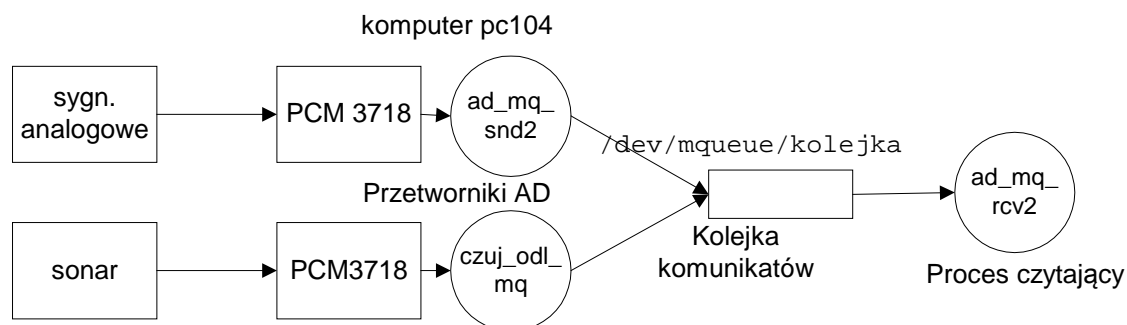 komputer pc104
sygn.
analogowe
PCM 3718
ad_mq_
snd2
/dev/mqueue/kolejka
ad_mq_
rcv2
Przetworniki AD
Kolejka
komunikatów
Proces czytający
sonar
PCM3718
czuj_odl_
mq